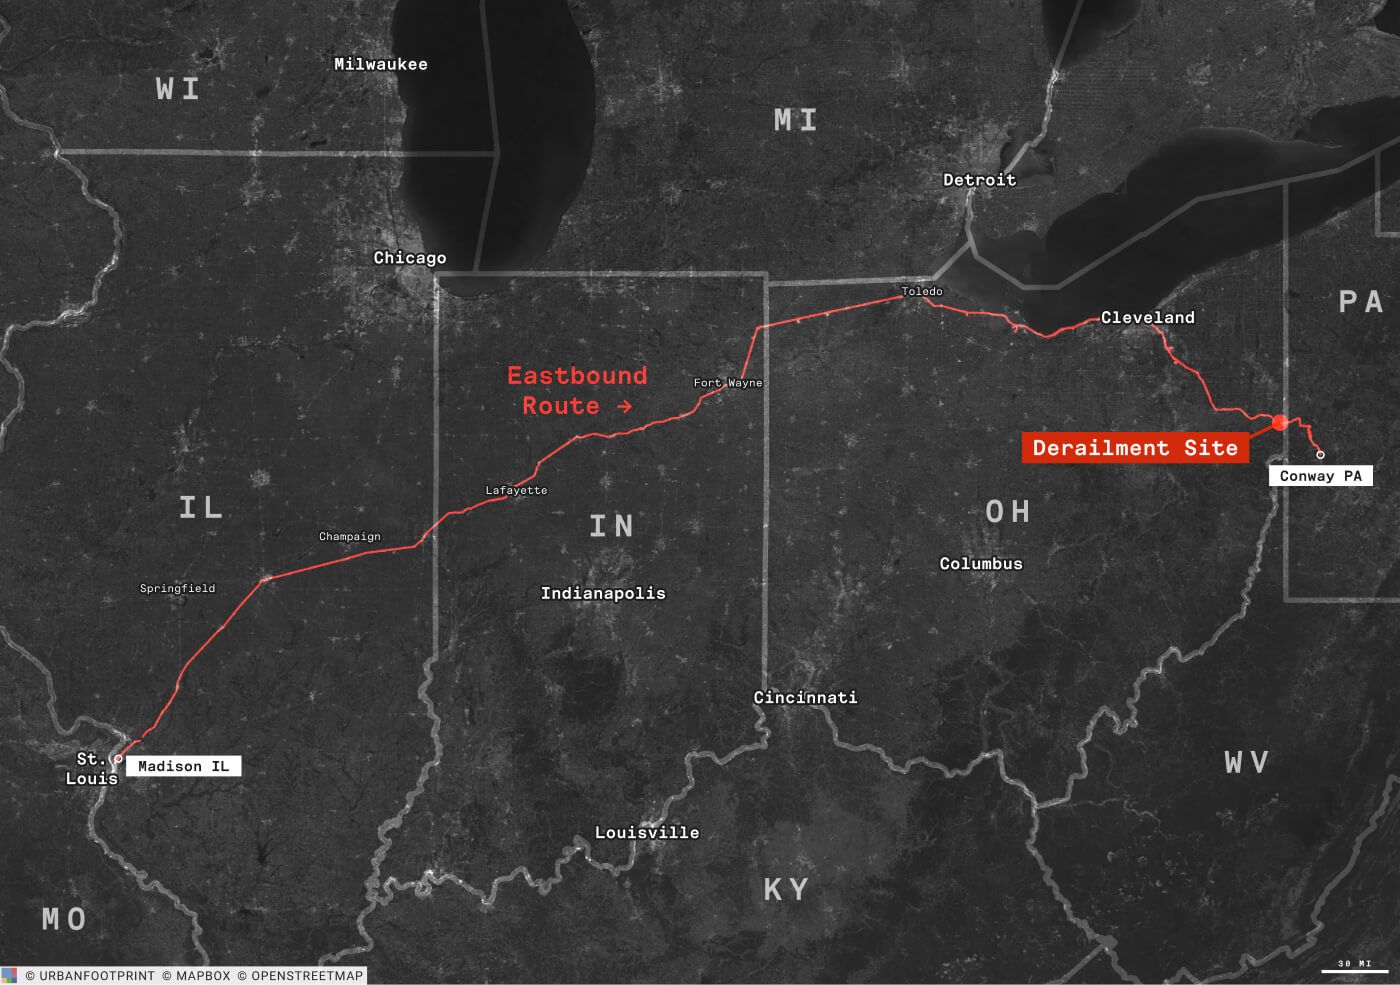 Milwaukee
WI
MI
Detroit
Chicago
Toledo
PA
Cleveland
Eastbound
Route →
Fort Wayne
Derailment Site
Conway PA
Lafayette
IL
OH
IN
Champaign
Columbus
Springfield
Indianapolis
Cincinnati
St.
Louis
Madison IL
WV
Louisville
KY
MO
30 MI
© URBANFOOTPRINT © MAPBOX © OPENSTREETMAP